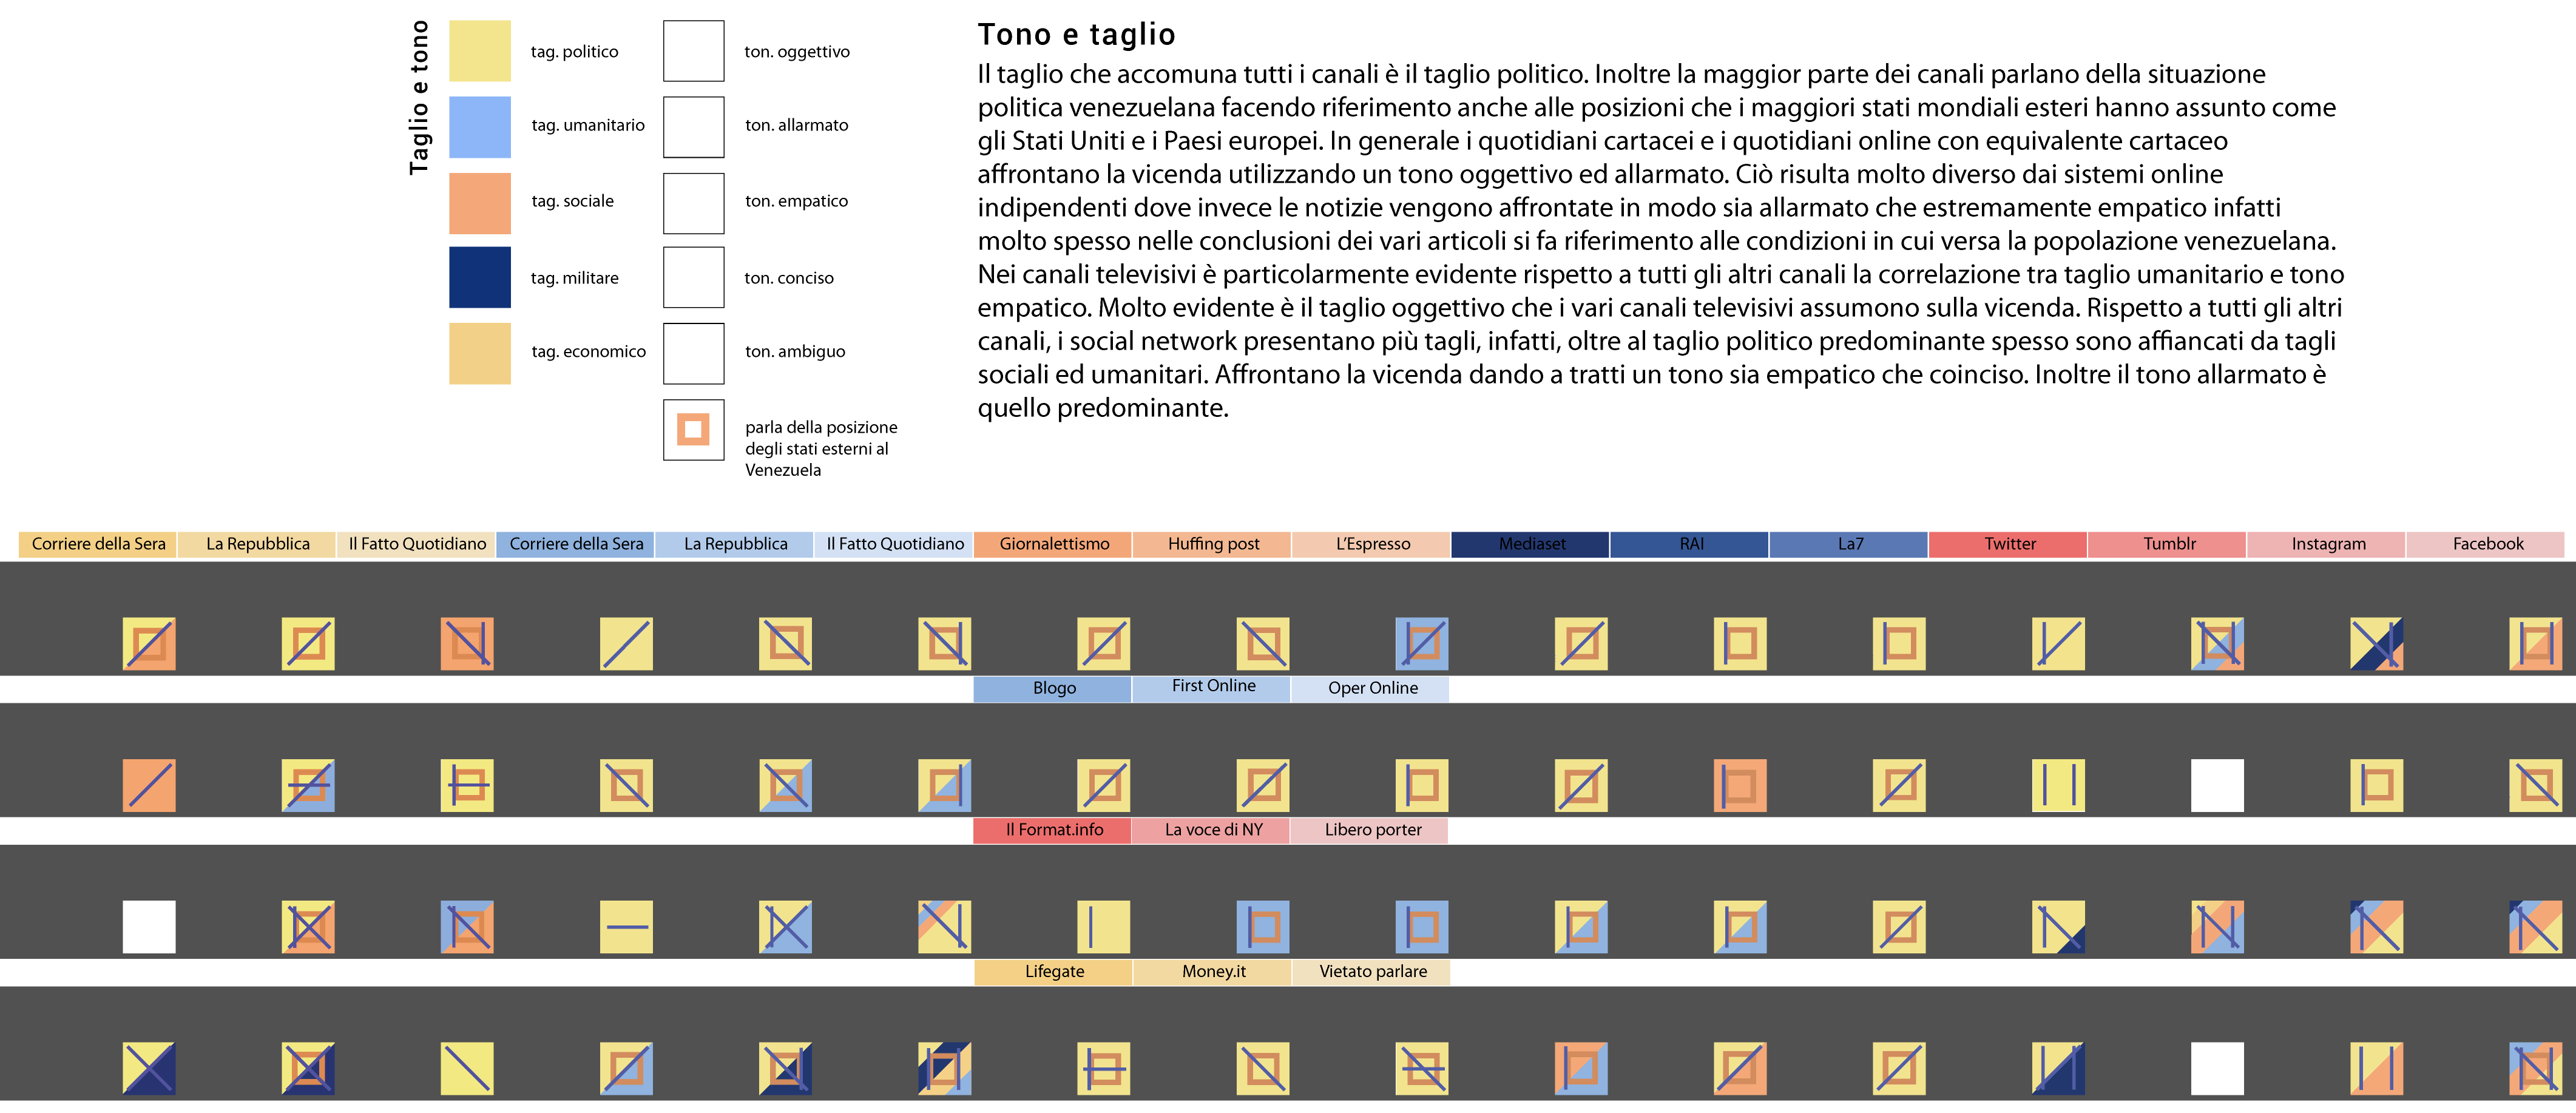 Taglio e tono
tag. politico
ton. oggettivo
tag. umanitario
ton. allarmato
tag. sociale
ton. empatico
tag. militare
ton. conciso
tag. economico
ton. ambiguo
parla della posizione
degli stati esterni al
Venezuela
Tono e taglio
Il taglio che accomuna tutti i canali è il taglio politico. Inoltre la maggior parte dei canali parlano della situazione
politica venezuelana facendo riferimento anche alle posizioni che i maggiori stati mondiali esteri hanno assunto come
gli Stati Uniti e i Paesi europei. In generale i quotidiani cartacei e i quotidiani online con equivalente cartaceo
affrontano la vicenda utilizzando un tono oggettivo ed allarmato. Ciò risulta molto diverso dai sistemi online
indipendenti dove invece le notizie vengono affrontate in modo sia allarmato che estremamente empatico infatti
molto spesso nelle conclusioni dei vari articoli si fa riferimento alle condizioni in cui versa la popolazione venezuelana.
Nei canali televisivi è particolarmente evidente rispetto a tutti gli altri canali la correlazione tra taglio umanitario e tono
empatico. Molto evidente è il taglio oggettivo che i vari canali televisivi assumono sulla vicenda. Rispetto a tutti gli altri
canali, i social network presentano più tagli, infatti, oltre al taglio politico predominante spesso sono affiancati da tagli
sociali ed umanitari. Affrontano la vicenda dando a tratti un tono sia empatico che coinciso. Inoltre il tono allarmato è
quello predominante.
Corriere della Sera La Repubblica Il Fatto Quotidiano Corriere della Sera La Repubblica Il Fatto Quotidiano Giornalettismo Huffing post L'Espresso Mediaset RAI La7 Twitter Tumblr Instagram Facebook
Blogo First Online Oper Online
Il Format.info La voce di NY Libero porter
Lifegate Money.it Vietato parlare